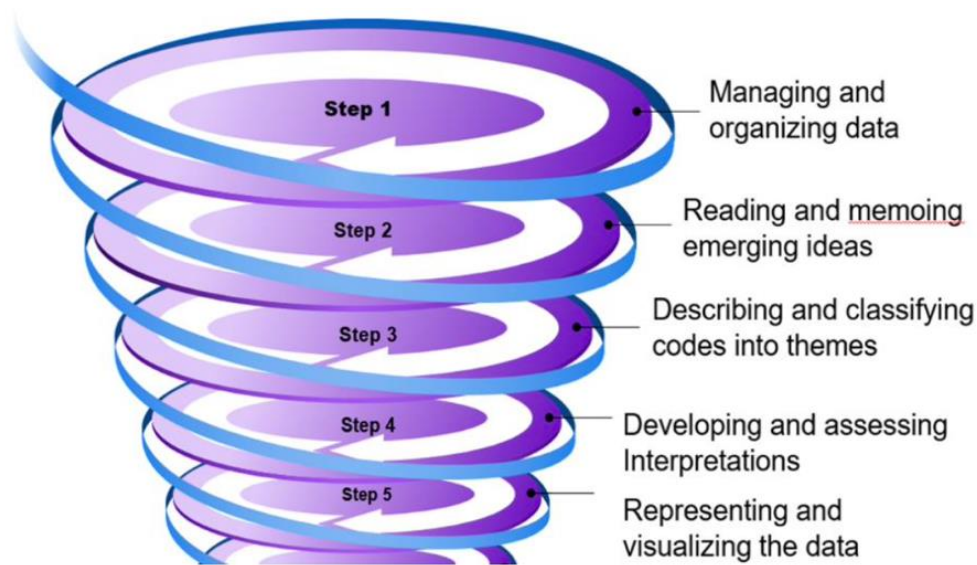 Step 1
Managing and
organizing data
Step 2
Reading and memoing
emerging ideas
Step 3
Describing and classifying
codes into themes
Step 4
Developing and assessing
Interpretations
Step 5
Representing and
visualizing the data